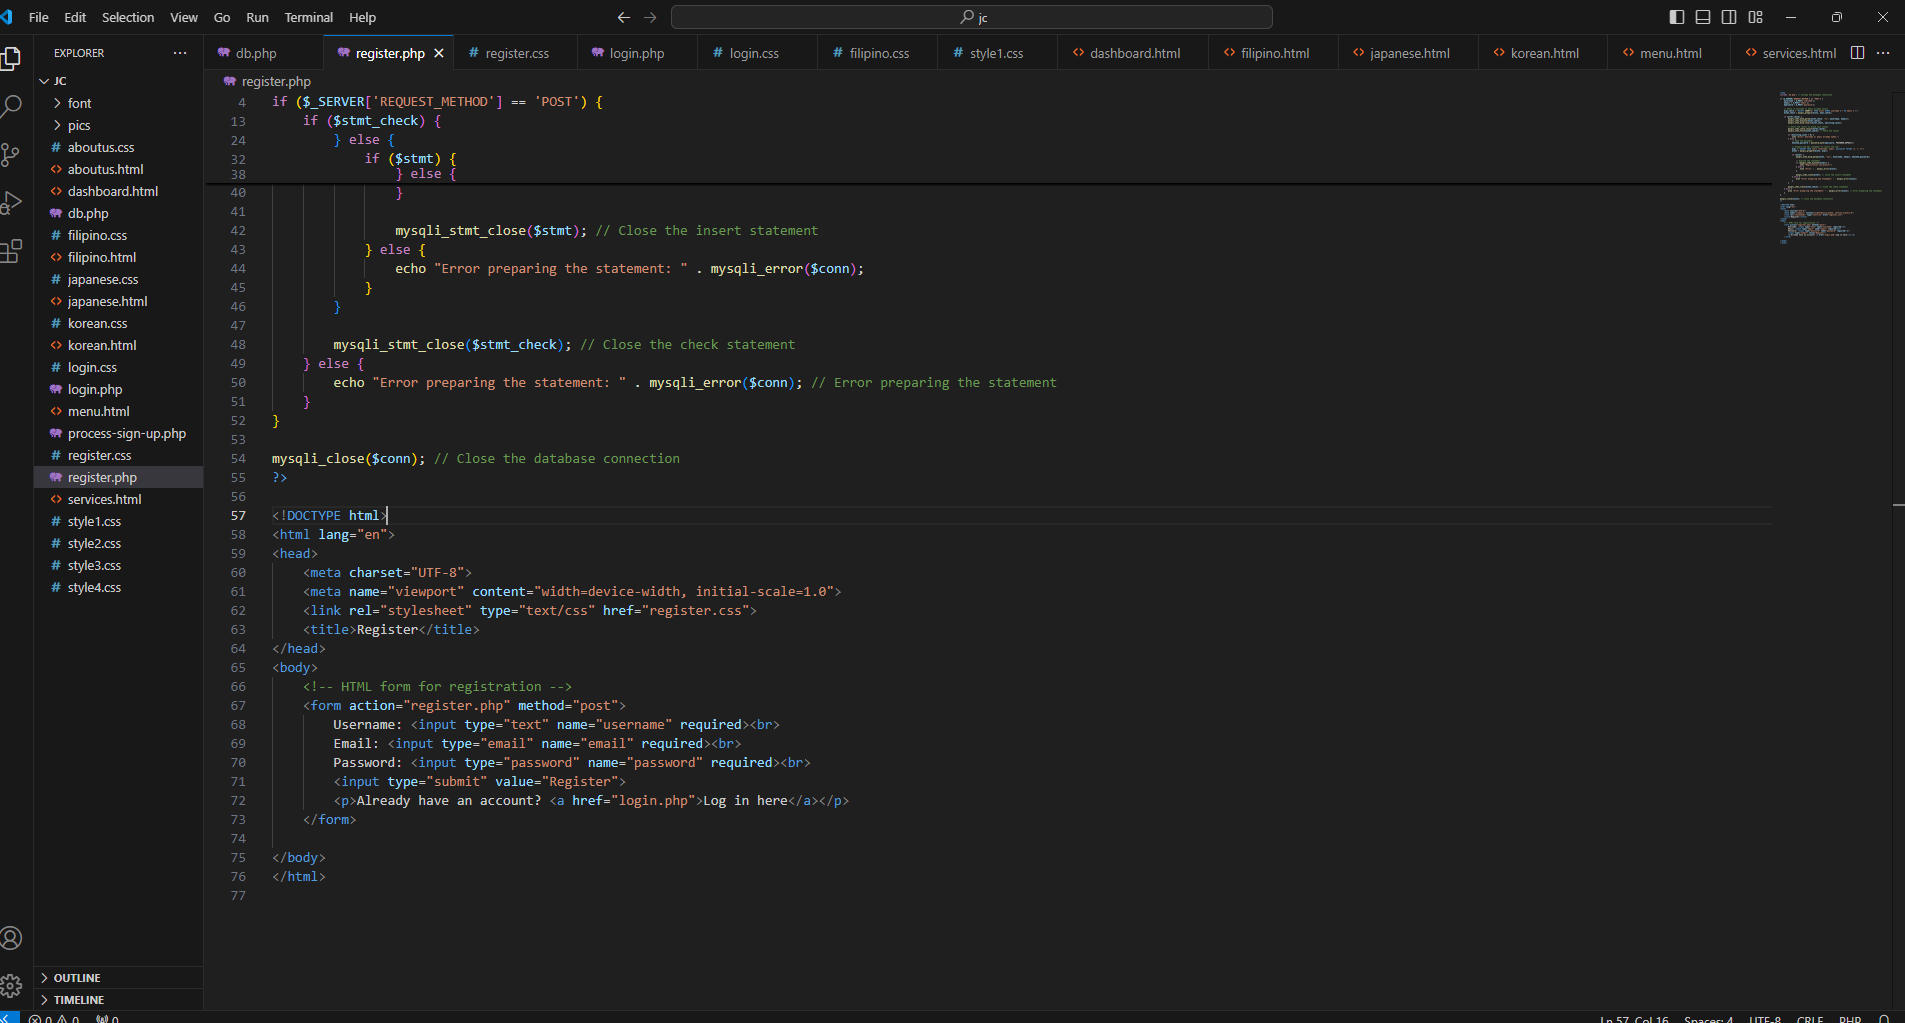 File Edit Selection View Go Run Terminal Help
jc
EXPLORER
db.php
register.php
register.css
login.php
login.css
filipino.css
style1.css
dashboard.html
filipino.html
japanese.html
korean.html
menu.html
services.html
JC
font
pics
aboutus.css
aboutus.html
dashboard.html
db.php
filipino.css
filipino.html
japanese.css
japanese.html
korean.css
korean.html
login.css
login.php
menu.html
process-sign-up.php
register.css
register.php
services.html
style1.css
style2.css
style3.css
style4.css
OUTLINE
TIMELINE
register.php
4 if ($_SERVER['REQUEST_METHOD'] == 'POST') {
13 if ($stmt_check) {
24 } else {
32 if ($stmt) {
38 } else {
40 }
41
42 mysqli_stmt_close($stmt); // Close the insert statement
43 } else {
44 echo "Error preparing the statement: " . mysqli_error($conn);
45 }
46 }
47
48 mysqli_stmt_close($stmt_check); // Close the check statement
49 } else {
50 echo "Error preparing the statement: " . mysqli_error($conn); // Error preparing the statement
51 }
52 }
53
54 mysqli_close($conn); // Close the database connection
55 ?>
56
57 <!DOCTYPE html>
58 <html lang="en">
59 <head>
60 <meta charset="UTF-8">
61 <meta name="viewport" content="width=device-width, initial-scale=1.0">
62 <link rel="stylesheet" type="text/css" href="register.css">
63 <title>Register</title>
64 </head>
65 <body>
66 <!-- HTML form for registration -->
67 <form action="register.php" method="post">
68 Username: <input type="text" name="username" required><br>
69 Email: <input type="email" name="email" required><br>
70 Password: <input type="password" name="password" required><br>
71 <input type="submit" value="Register">
72 <p>Already have an account? <a href="login.php">Log in here</a></p>
73 </form>
74
75 </body>
76 </html>
77
0 0 0
Ln 57, Col 16 Spaces: 4 UTF-8 CRLF PHP